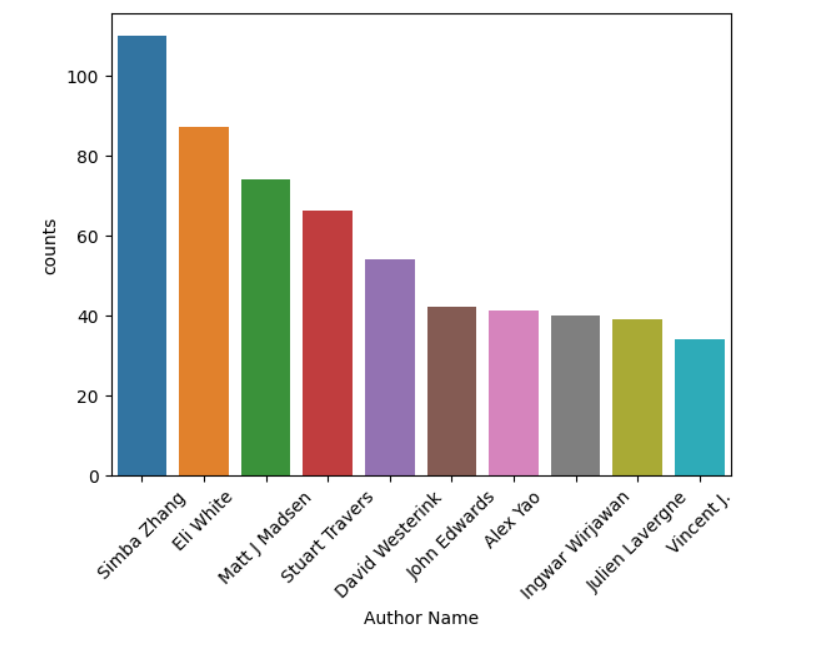 100
80
60
40
20
0
counts
Simba Zhang
Eli White
Matt J Madsen
Stuart Travers
David Westerink
John Edwards
Alex Yao
Ingwar Wirjawan
Julien Lavergne
Vincent J.
Author Name